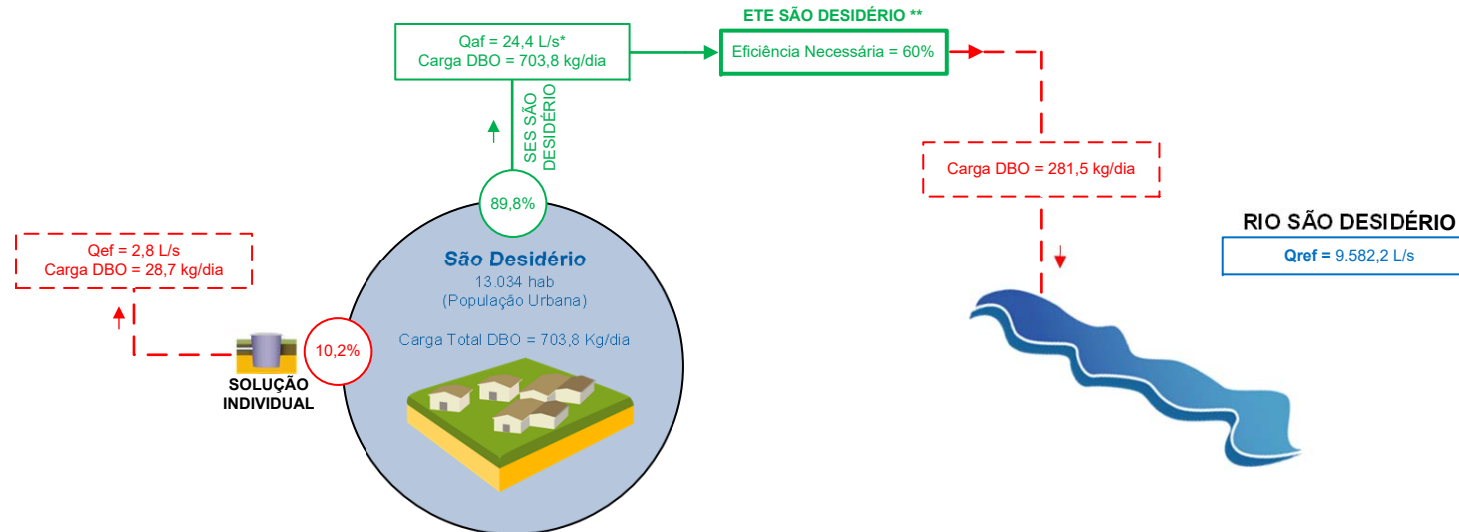 ETE SÃO DESIDÉRIO **
Qaf = 24,4 L/s*
Carga DBO = 703,8 kg/dia
Eficiência Necessária = 60%
SES SÃO
DESIDÉRIO
Carga DBO = 281,5 kg/dia
89,8%
RIO SÃO DESIDÉRIO
Qref = 9.582,2 L/s
Qef = 2,8 L/s
Carga DBO = 28,7 kg/dia
São Desidério
13.034 hab
(População Urbana)
Carga Total DBO = 703,8 Kg/dia
10,2%
SOLUÇÃO
INDIVIDUAL